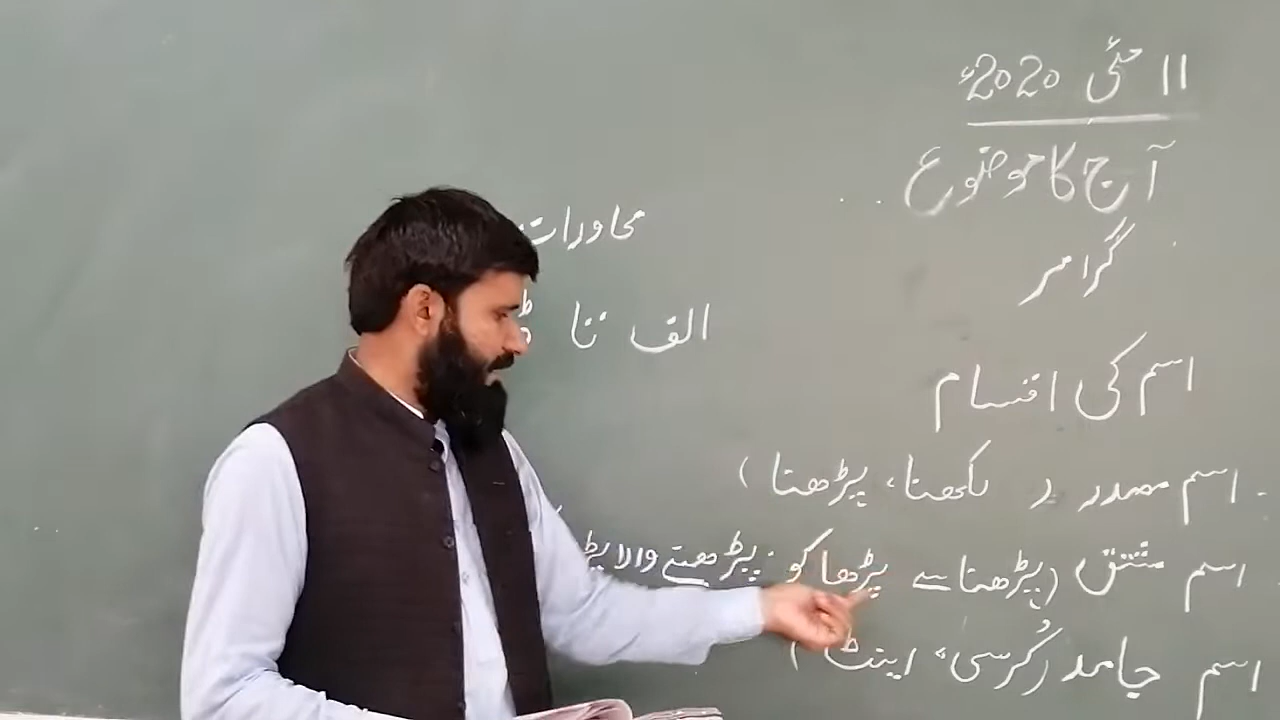 11 مئی 2020ء
آج کا موضوع
گرامر
اسم کی اقسام
اسم مصدر ( لکھنا، پڑھنا )
اسم مشتق (پڑھنا سے پڑھا کو پڑھنے والا
اسم جامد (کرسی، اینٹ )
محاورات
الف تا